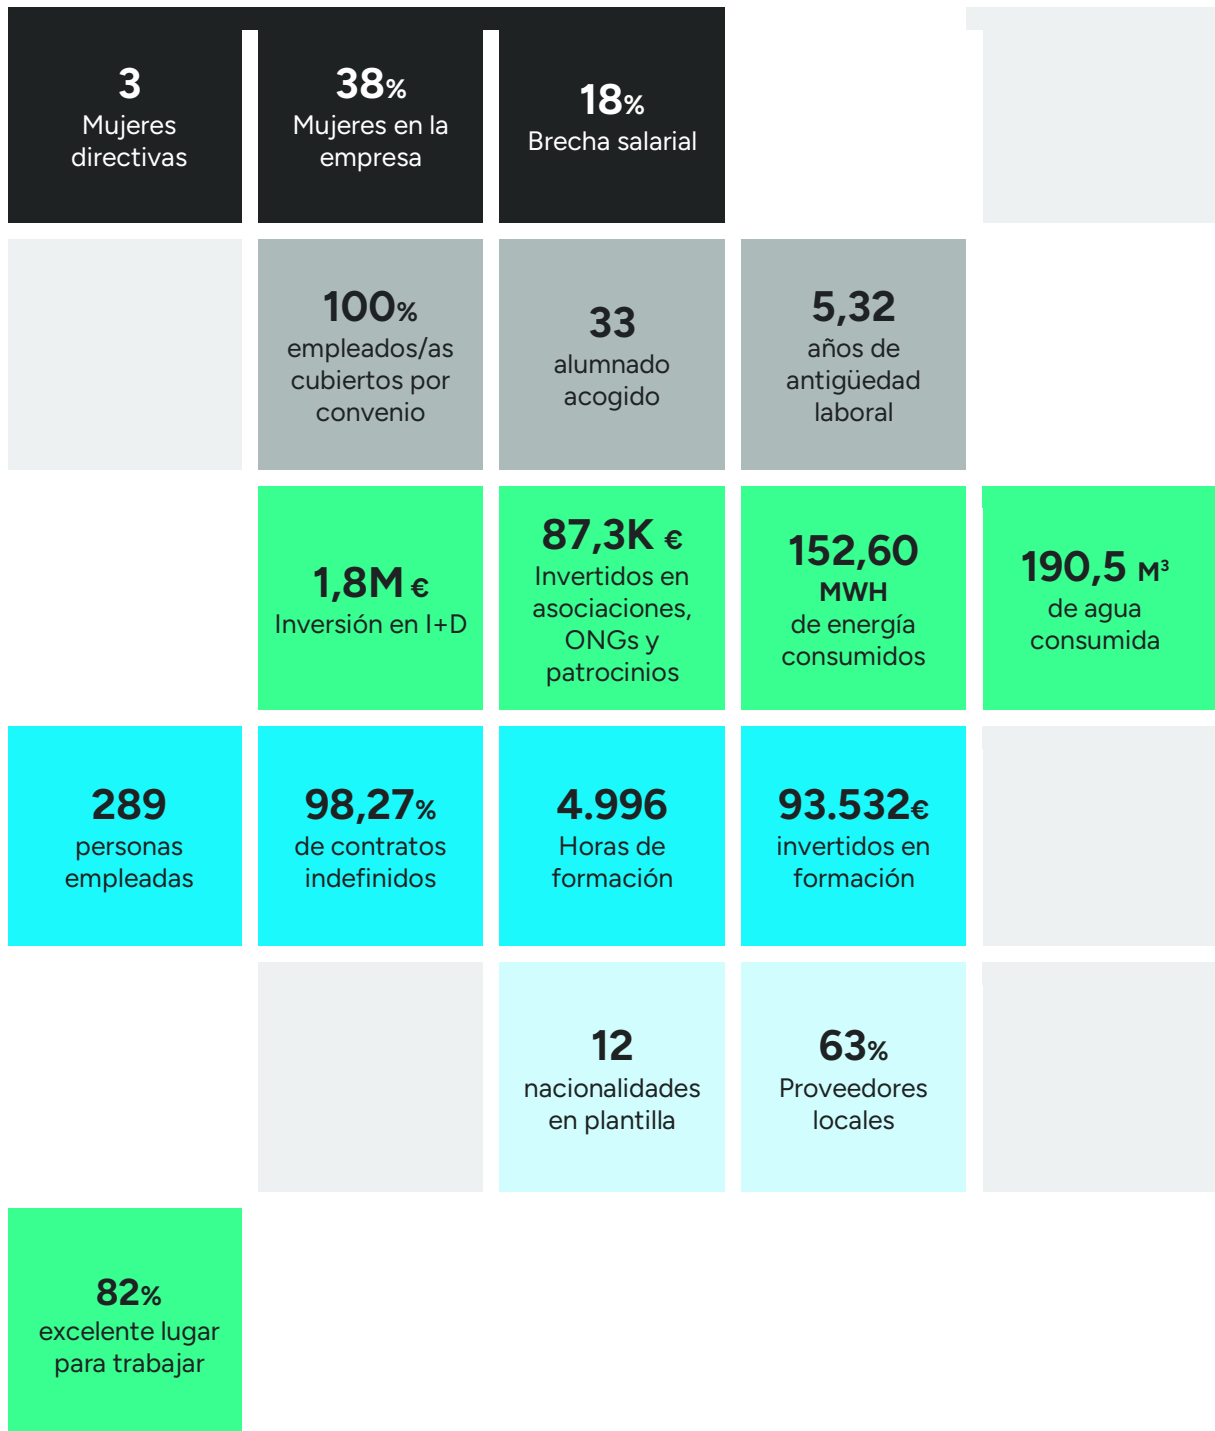 3
Mujeres
directivas
38%
Mujeres en la
empresa
18%
Brecha salarial
100%
empleados/as
cubiertos por
convenio
33
alumnado
acogido
5,32
años de
antigüedad
laboral
1,8M €
Inversión en I+D
87,3K €
Invertidos en
asociaciones,
ONGs y
patrocinios
152,60
MWH
de energía
consumidos
190,5 M³
de agua
consumida
289
personas
empleadas
98,27%
de contratos
indefinidos
4.996
Horas de
formación
93.532€
invertidos en
formación
12
nacionalidades
en plantilla
63%
Proveedores
locales
82%
excelente lugar
para trabajar